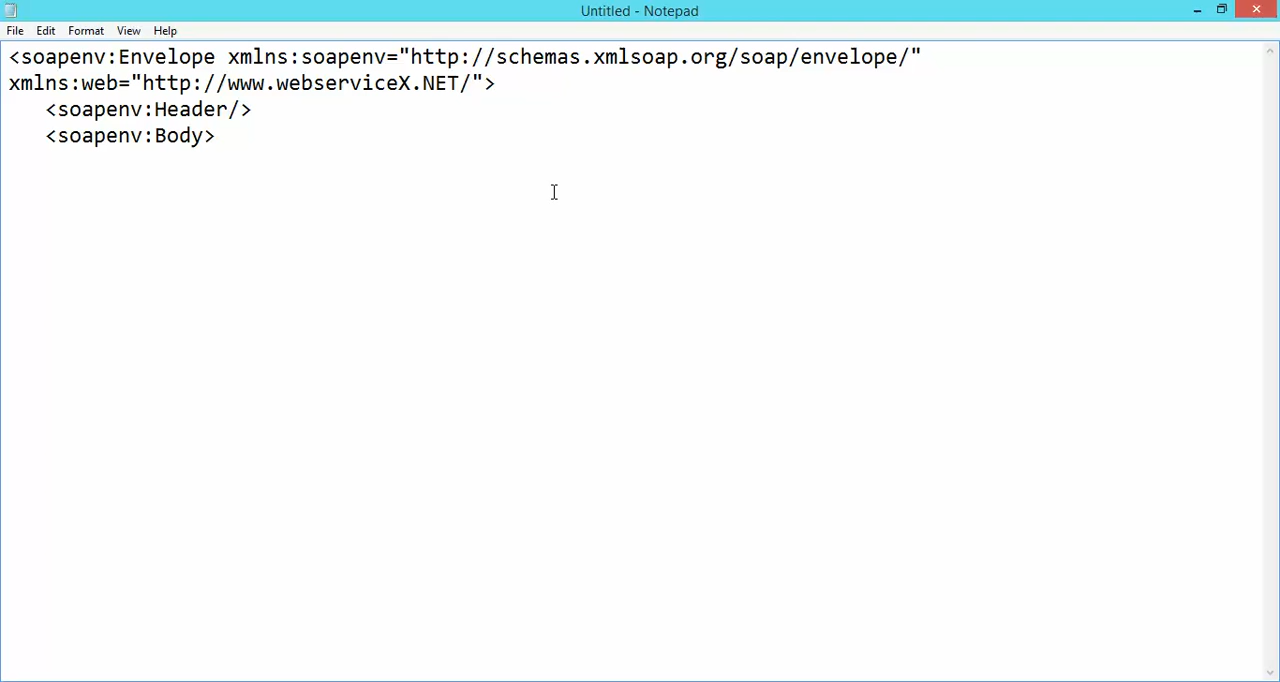 Untitled - Notepad
File Edit Format View Help
<soapenv:Envelope xmlns:soapenv="http://schemas.xmlsoap.org/soap/envelope/"
xmlns:web="http://www.webserviceX.NET/">
   <soapenv:Header/>
   <soapenv:Body>